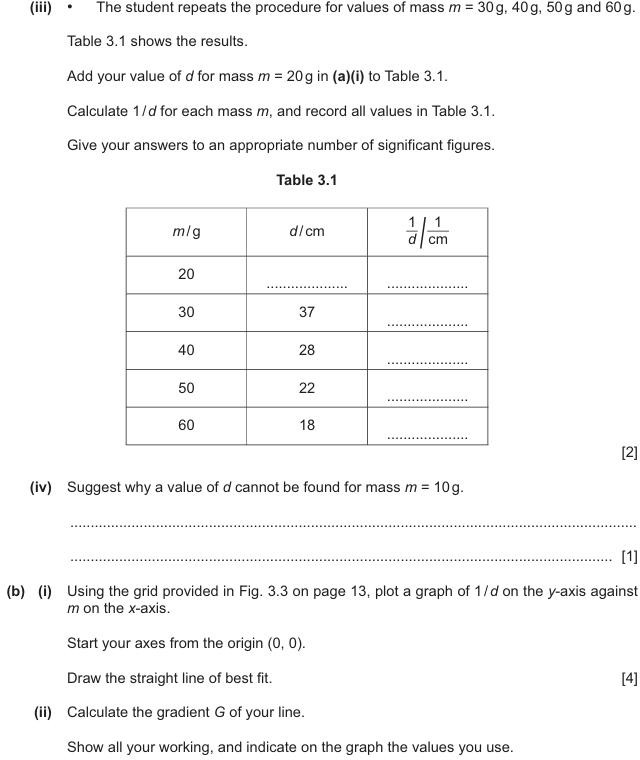 (iii) • The student repeats the procedure for values of mass m = 30 g, 40 g, 50 g and 60 g.
Table 3.1 shows the results.
Add your value of d for mass m = 20 g in (a)(i) to Table 3.1.
Calculate 1/d for each mass m, and record all values in Table 3.1.
Give your answers to an appropriate number of significant figures.
Table 3.1
m/g d/cm 1/d / 1/cm
20 .................... ....................
30 37 ....................
40 28 ....................
50 22 ....................
60 18 ....................
[2]
(iv) Suggest why a value of d cannot be found for mass m = 10 g.
..........................................................................................................................................
.................................................................................................................................... [1]
(b) (i) Using the grid provided in Fig. 3.3 on page 13, plot a graph of 1/d on the y-axis against
m on the x-axis.
Start your axes from the origin (0, 0).
Draw the straight line of best fit. [4]
(ii) Calculate the gradient G of your line.
Show all your working, and indicate on the graph the values you use.